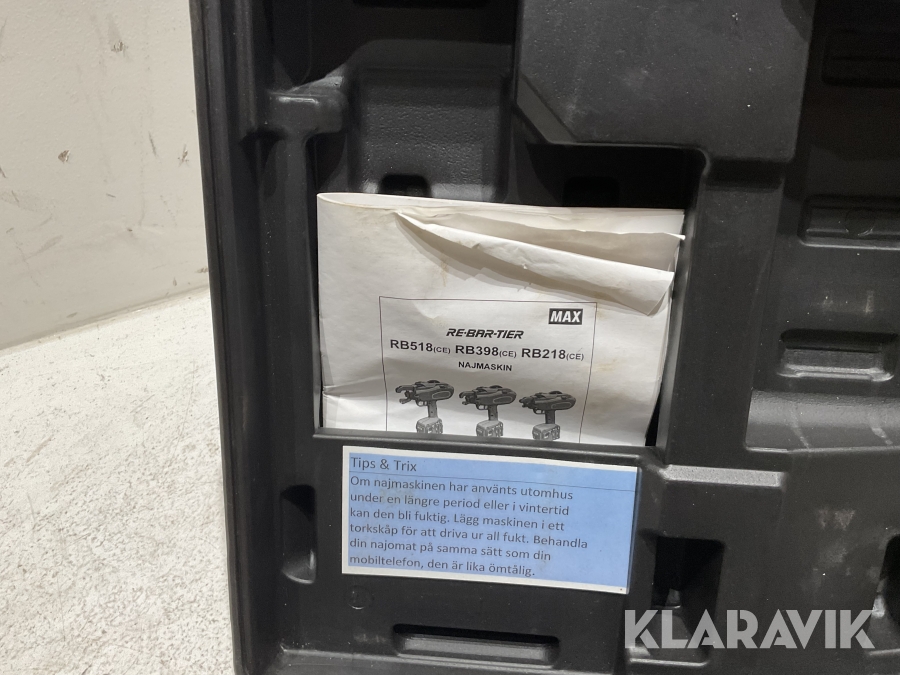 MAX
RE-BAR-TIER
RB518(CE) RB398(CE) RB218(CE)
NAJMASKIN
Tips & Trix
Om najmaskinen har använts utomhus
under en längre period eller i vintertid
kan den bli fuktig. Lägg maskinen i ett
torkskåp för att driva ur all fukt. Behandla
din najomat på samma sätt som din
mobiltelefon, den är lika ömtålig.
KLARAVIK